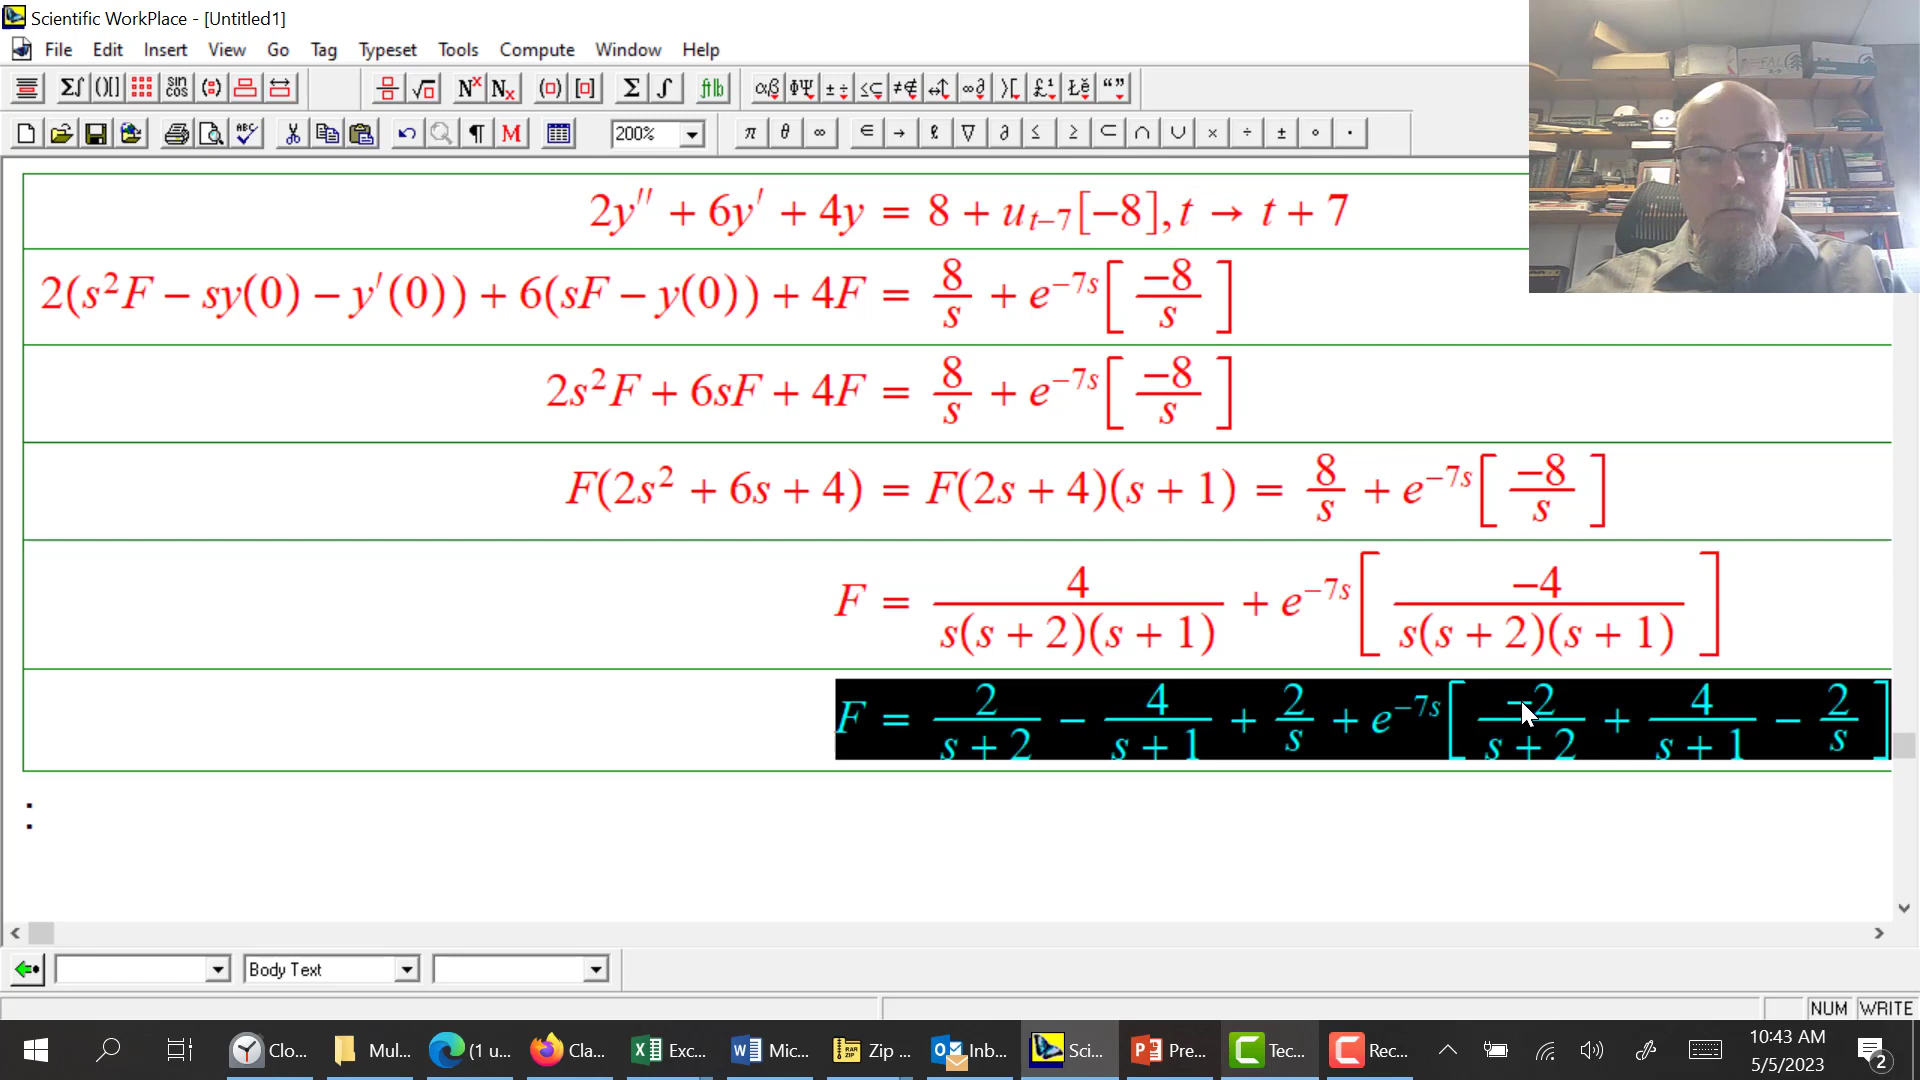 Scientific WorkPlace - [Untitled1]
File Edit Insert View Go Tag Typeset Tools Compute Window Help
200%
2y'' + 6y' + 4y = 8 + u_{t−7}[−8], t → t + 7
2(s²F − sy(0) − y'(0)) + 6(sF − y(0)) + 4F = 8/s + e^{−7s}[−8/s]
2s²F + 6sF + 4F = 8/s + e^{−7s}[−8/s]
F(2s² + 6s + 4) = F(2s + 4)(s + 1) = 8/s + e^{−7s}[−8/s]
F = 4/(s(s + 2)(s + 1)) + e^{−7s}[−4/(s(s + 2)(s + 1))]
F = 2/(s + 2) − 4/(s + 1) + 2/s + e^{−7s}[−2/(s + 2) + 4/(s + 1) − 2/s]
:
Body Text
NUM WRITE
Clo... Mul... (1 u... Cla... Exc... Mic... Zip ... Inb... Sci... Pre... Tec... Rec... 10:43 AM
5/5/2023 2